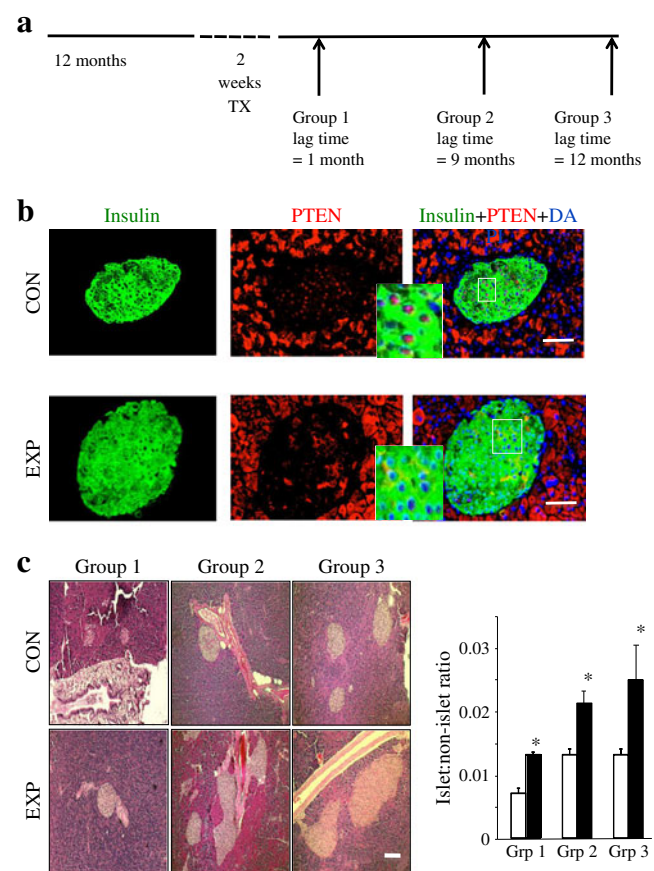 a
12 months
2
weeks
TX
Group 1
lag time
= 1 month
Group 2
lag time
= 9 months
Group 3
lag time
= 12 months
b
Insulin
PTEN
Insulin+PTEN+DA
PI
CON
EXP
c
Group 1
Group 2
Group 3
CON
EXP
Islet:non-islet ratio
0.03
0.02
0.01
0
*
*
*
Grp 1
Grp 2
Grp 3